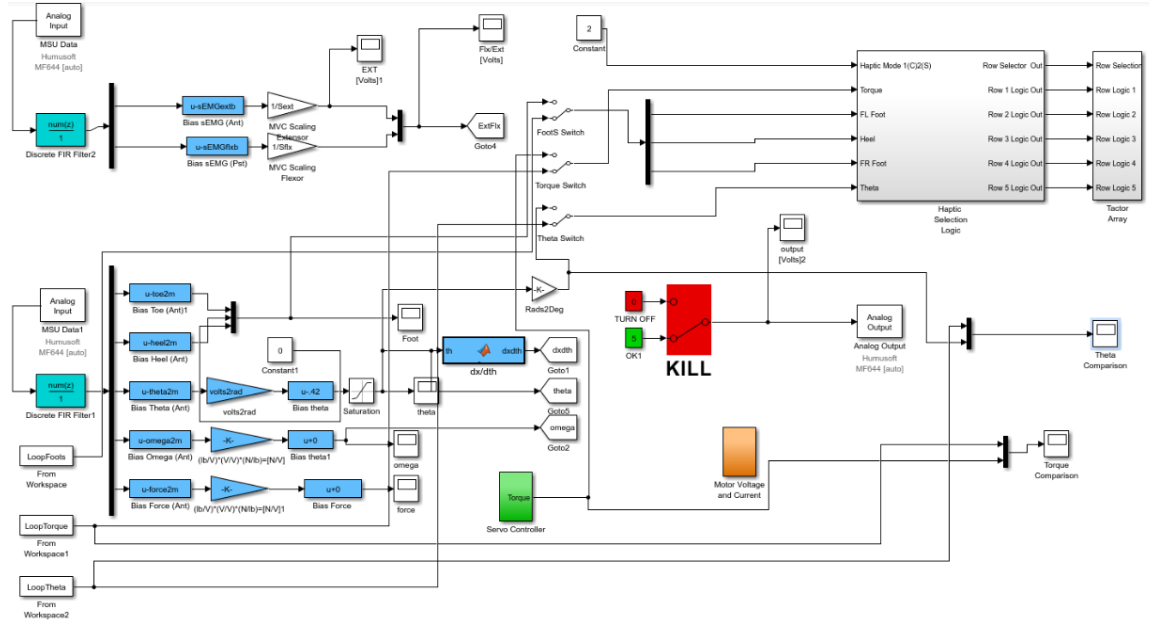 Analog
Input
MSU Data
Humusoft
MF644 [auto]
num(z)
1
Discrete FIR Filter2
u-sEMGextb
Bias sEMG (Ant)
u-sEMGflxb
Bias sEMG (Pst)
1/Sext
MVC Scaling
Extensor
1/Sflx
MVC Scaling
Flexor
EXT
[Volts]1
Flx/Ext
[Volts]
ExtFlx
Goto4
2
Constant
FootS Switch
Torque Switch
Theta Switch
Haptic Mode 1(C)2(S)
Torque
FL Foot
Heel
FR Foot
Theta
Row Selector Out
Row 1 Logic Out
Row 2 Logic Out
Row 3 Logic Out
Row 4 Logic Out
Row 5 Logic Out
Haptic
Selection
Logic
Row Selection
Row Logic 1
Row Logic 2
Row Logic 3
Row Logic 4
Row Logic 5
Tactor
Array
output
[Volts]2
Analog
Input
MSU Data1
Humusoft
MF644 [auto]
num(z)
1
Discrete FIR Filter1
u-toe2m
Bias Toe (Ant)1
u-heel2m
Bias Heel (Ant)
u-theta2m
Bias Theta (Ant)
u-omega2m
Bias Omega (Ant)
u-force2m
Bias Force (Ant)
volts2rad
volts2rad
-K-
(lb/V)*(V/V)*(N/lb)=[N/V]
-K-
(lb/V)*(V/V)*(N/lb)=[N/V]1
0
Constant1
u-.42
Bias theta
u+0
Bias theta1
u+0
Bias Force
Saturation
Foot
theta
omega
force
-K-
Rads2Deg
th
dxdth
dx/dth
dxdth
Goto1
theta
Goto5
omega
Goto2
0
TURN OFF
5
OK1
KILL
Analog
Output
Analog Output
Humusoft
MF644 [auto]
Theta
Comparison
Torque
Servo Controller
Motor Voltage
and Current
Torque
Comparison
LoopFoots
From
Workspace
LoopTorque
From
Workspace1
LoopTheta
From
Workspace2